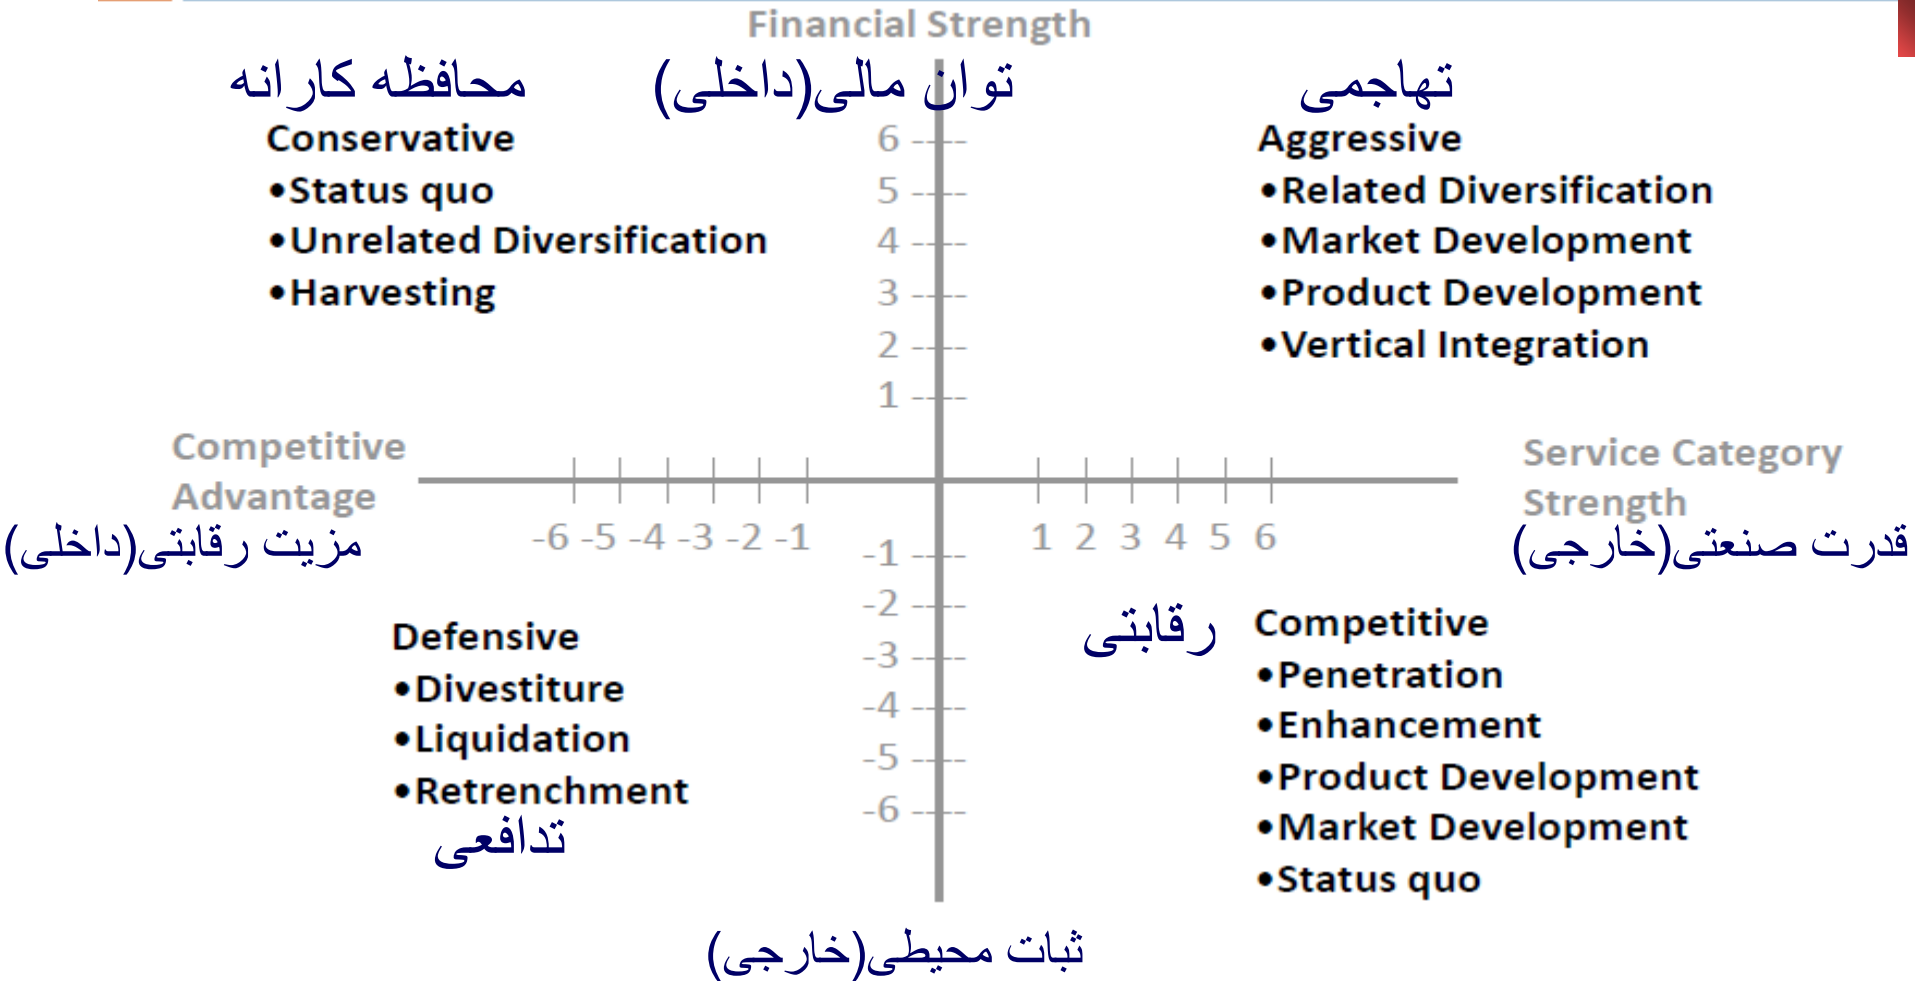 Financial Strength
محافظه کارانه
توان مالی(داخلی)
تهاجمی
Conservative
•Status quo
•Unrelated Diversification
•Harvesting
6
5
4
3
2
1
Aggressive
•Related Diversification
•Market Development
•Product Development
•Vertical Integration
Competitive
Advantage
مزیت رقابتی(داخلی)
-6 -5 -4 -3 -2 -1
1 2 3 4 5 6
Service Category
Strength
قدرت صنعتی(خارجی)
-1
-2
-3
-4
-5
-6
Defensive
•Divestiture
•Liquidation
•Retrenchment
تدافعی
رقابتی
Competitive
•Penetration
•Enhancement
•Product Development
•Market Development
•Status quo
ثبات محیطی(خارجی)